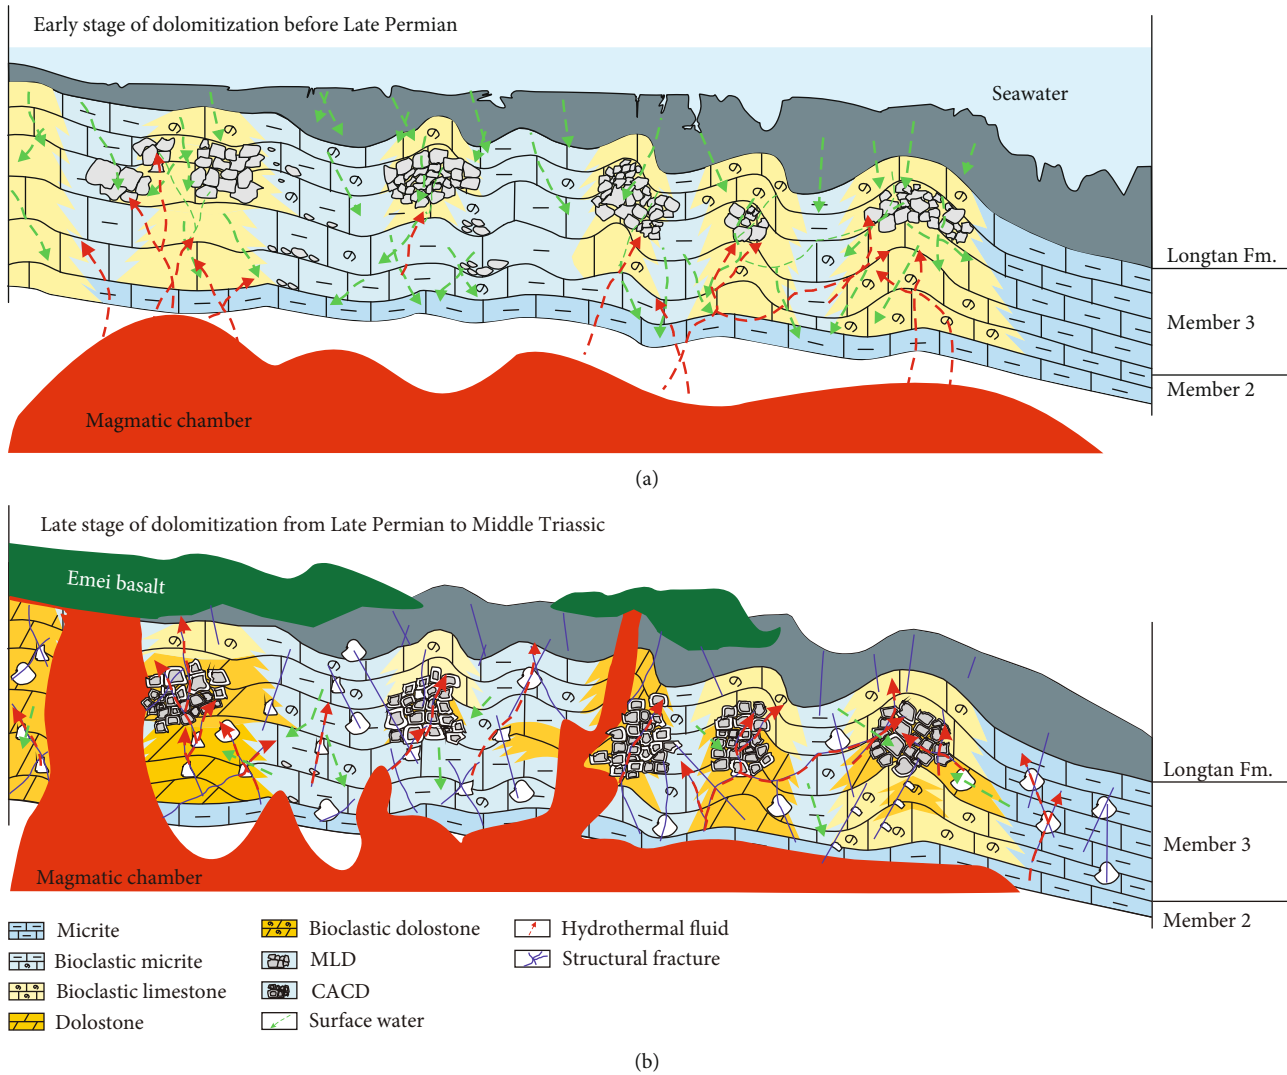 Early stage of dolomitization before Late Permian
Seawater
Longtan Fm.
Member 3
Member 2
Magmatic chamber
(a)
Late stage of dolomitization from Late Permian to Middle Triassic
Emei basalt
Longtan Fm.
Member 3
Magmatic chamber
Member 2
Micrite
Bioclastic micrite
Bioclastic limestone
Dolostone
Bioclastic dolostone
MLD
CACD
Surface water
Hydrothermal fluid
Structural fracture
(b)